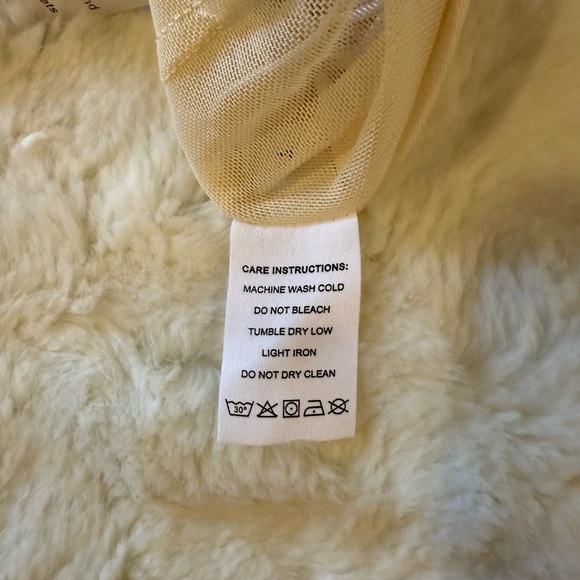 CARE INSTRUCTIONS:
MACHINE WASH COLD
DO NOT BLEACH
TUMBLE DRY LOW
LIGHT IRON
DO NOT DRY CLEAN
30°